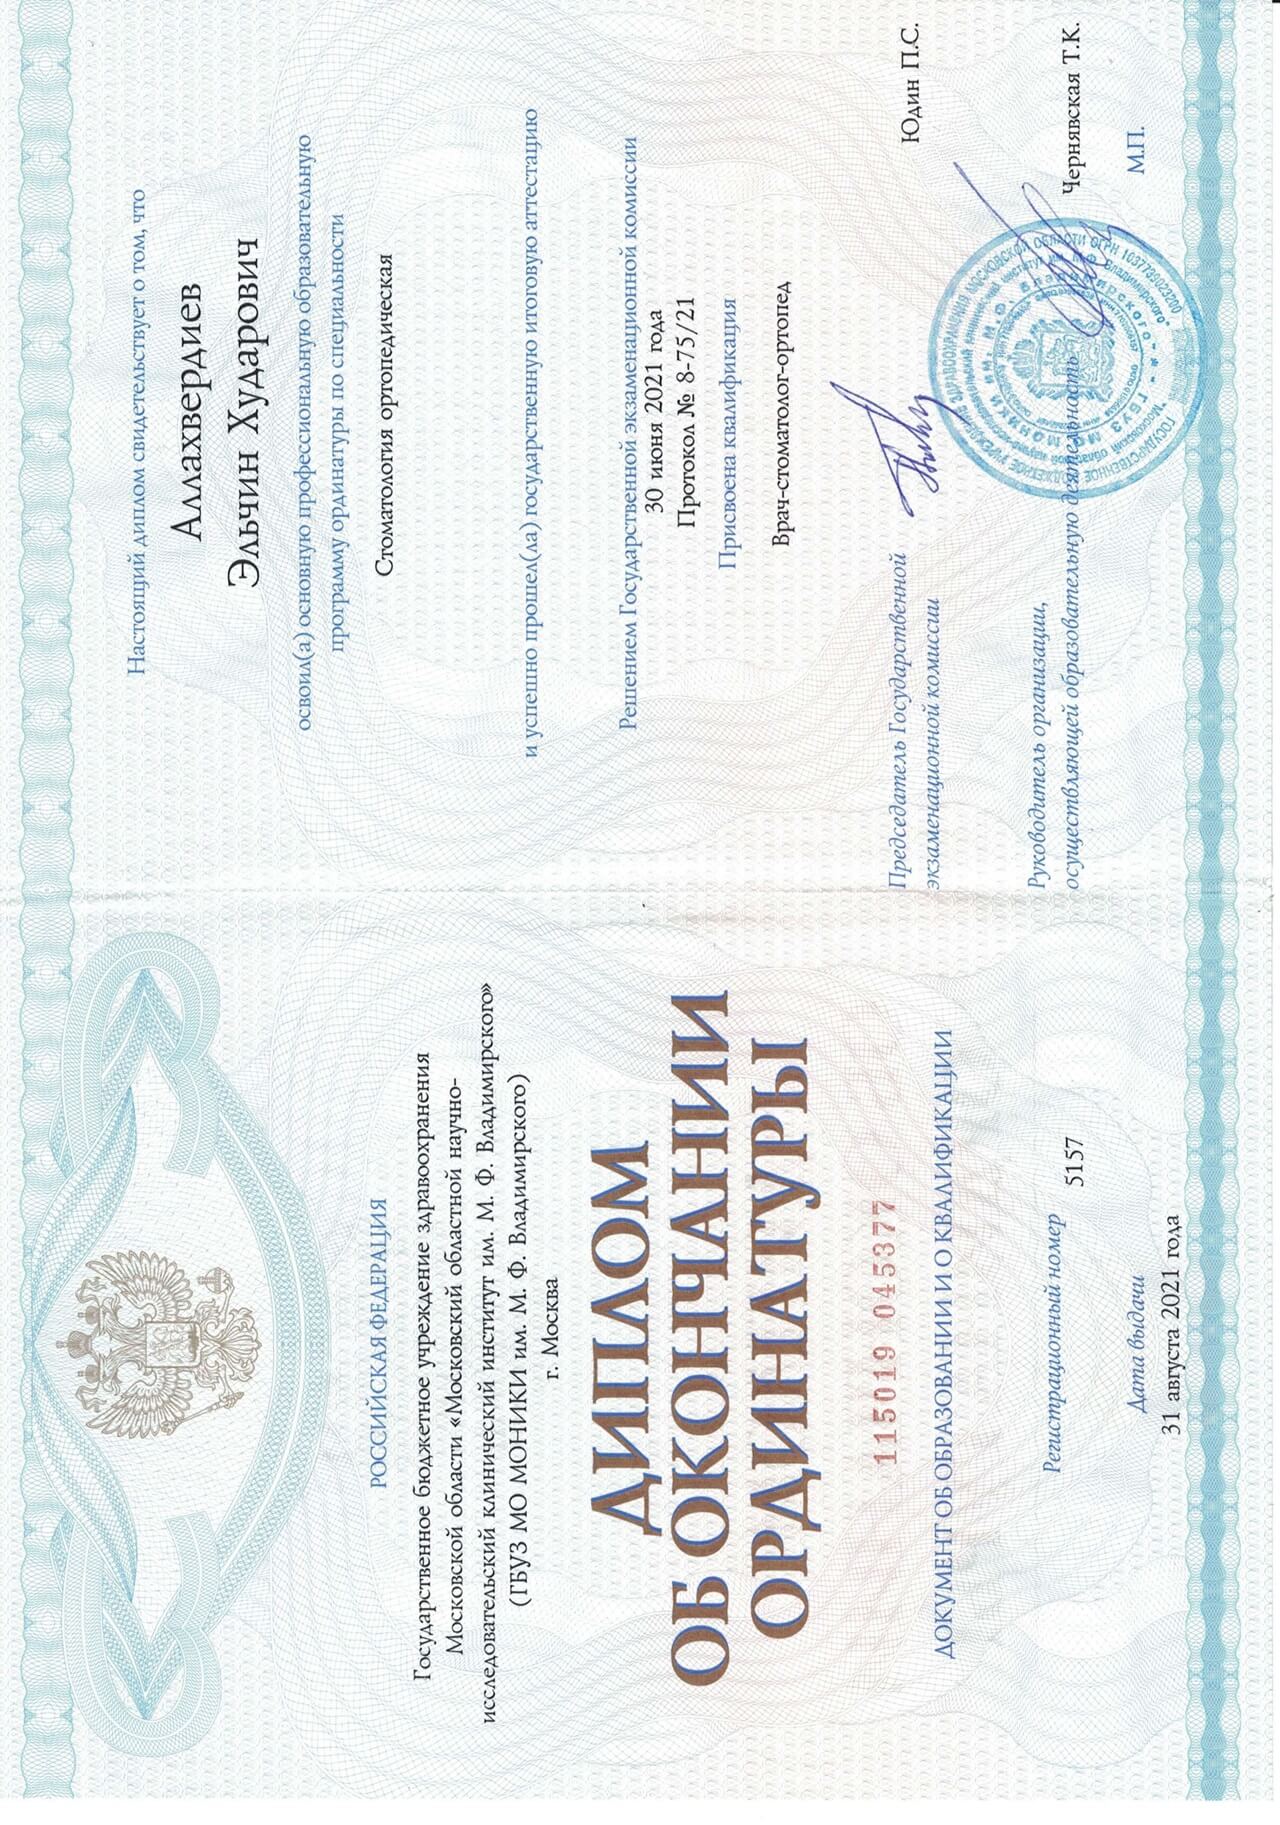 РОССИЙСКАЯ ФЕДЕРАЦИЯ
Государственное бюджетное учреждение здравоохранения
Московской области «Московский областной научно-
исследовательский клинический институт им. М. Ф. Владимирского»
(ГБУЗ МО МОНИКИ им. М. Ф. Владимирского)
г. Москва
ДИПЛОМ
ОБ ОКОНЧАНИИ
ОРДИНАТУРЫ
115019 045377
ДОКУМЕНТ ОБ ОБРАЗОВАНИИ И О КВАЛИФИКАЦИИ
Регистрационный номер
5157
Дата выдачи
31 августа 2021 года
Настоящий диплом свидетельствует о том, что
Аллахвердиев
Эльчин Хударович
освоил(а) основную профессиональную образовательную
программу ординатуры по специальности
Стоматология ортопедическая
и успешно прошел(ла) государственную итоговую аттестацию
Решением Государственной экзаменационной комиссии
30 июня 2021 года
Протокол № 8-75/21
Присвоена квалификация
Врач-стоматолог-ортопед
Председатель Государственной
экзаменационной комиссии
Юдин П.С.
Руководитель организации,
осуществляющей образовательную деятельность
Чернявская Т.К.
М.П.
ГОСУДАРСТВЕННОЕ БЮДЖЕТНОЕ УЧРЕЖДЕНИЕ ЗДРАВООХРАНЕНИЯ МОСКОВСКОЙ ОБЛАСТИ ОГРН 1037739023200
ГБУЗ МО МОНИКИ им. М.Ф. Владимирского